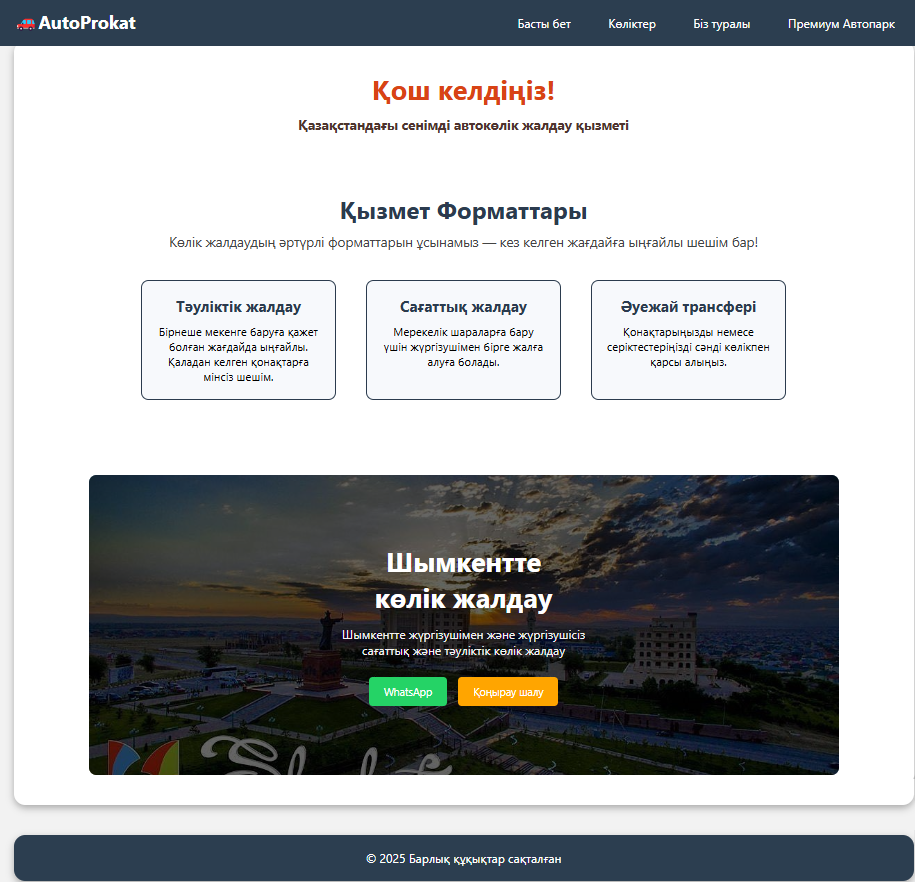 AutoProkat
Басты бет
Көліктер
Біз туралы
Премиум Автопарк
Қош келдіңіз!
Қазақстандағы сенімді автокөлік жалдау қызметі
Қызмет Форматтары
Көлік жалдаудың әртүрлі форматтарын ұсынамыз — кез келген жағдайға ыңғайлы шешім бар!
Тәуліктік жалдау
Бірнеше мекенге баруға қажет
болған жағдайда ыңғайлы.
Қаладан келген қонақтарға
мінсіз шешім.
Сағаттық жалдау
Мерекелік шараларға бару
үшін жүргізушімен бірге жалға
алуға болады.
Әуежай трансфері
Қонақтарыңызды немесе
серіктестеріңізді сәнді көлікпен
қарсы алыңыз.
Шымкентте
көлік жалдау
Шымкентте жүргізушімен және жүргізушісіз
сағаттық және тәуліктік көлік жалдау
WhatsApp
Қоңырау шалу
© 2025 Барлық құқықтар сақталған